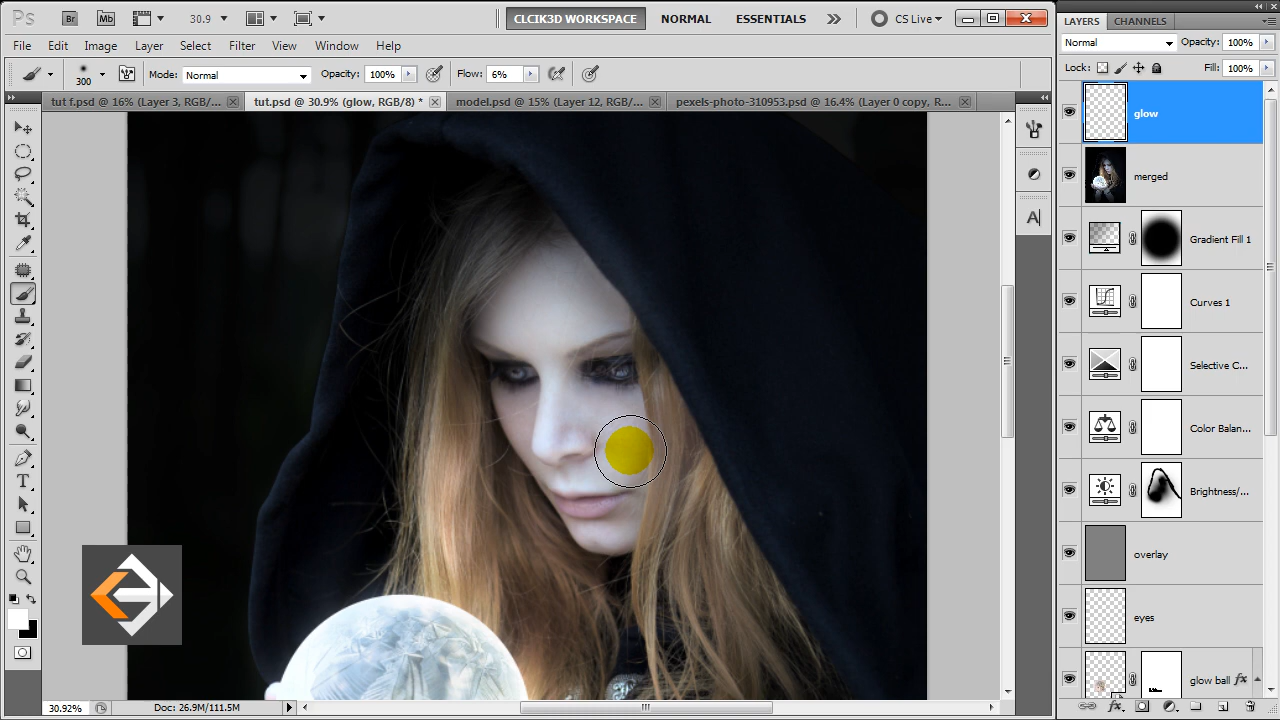 Ps Br Mb 30.9 CLCIK3D WORKSPACE NORMAL ESSENTIALS CS Live
LAYERS CHANNELS
File Edit Image Layer Select Filter View Window Help
Normal Opacity: 100%
Lock: Fill: 100%
300 Mode: Normal Opacity: 100% Flow: 6%
tut f.psd @ 16% (Layer 3, RGB/... tut.psd @ 30.9% (glow, RGB/8) * model.psd @ 15% (Layer 12, RGB/... pexels-photo-310953.psd @ 16.4% (Layer 0 copy, R...
glow
merged
A
T
Gradient Fill 1
Curves 1
Selective C...
Color Balan...
Brightness/...
overlay
eyes
glow ball fx
30.92% Doc: 26.9M/111.5M
fx